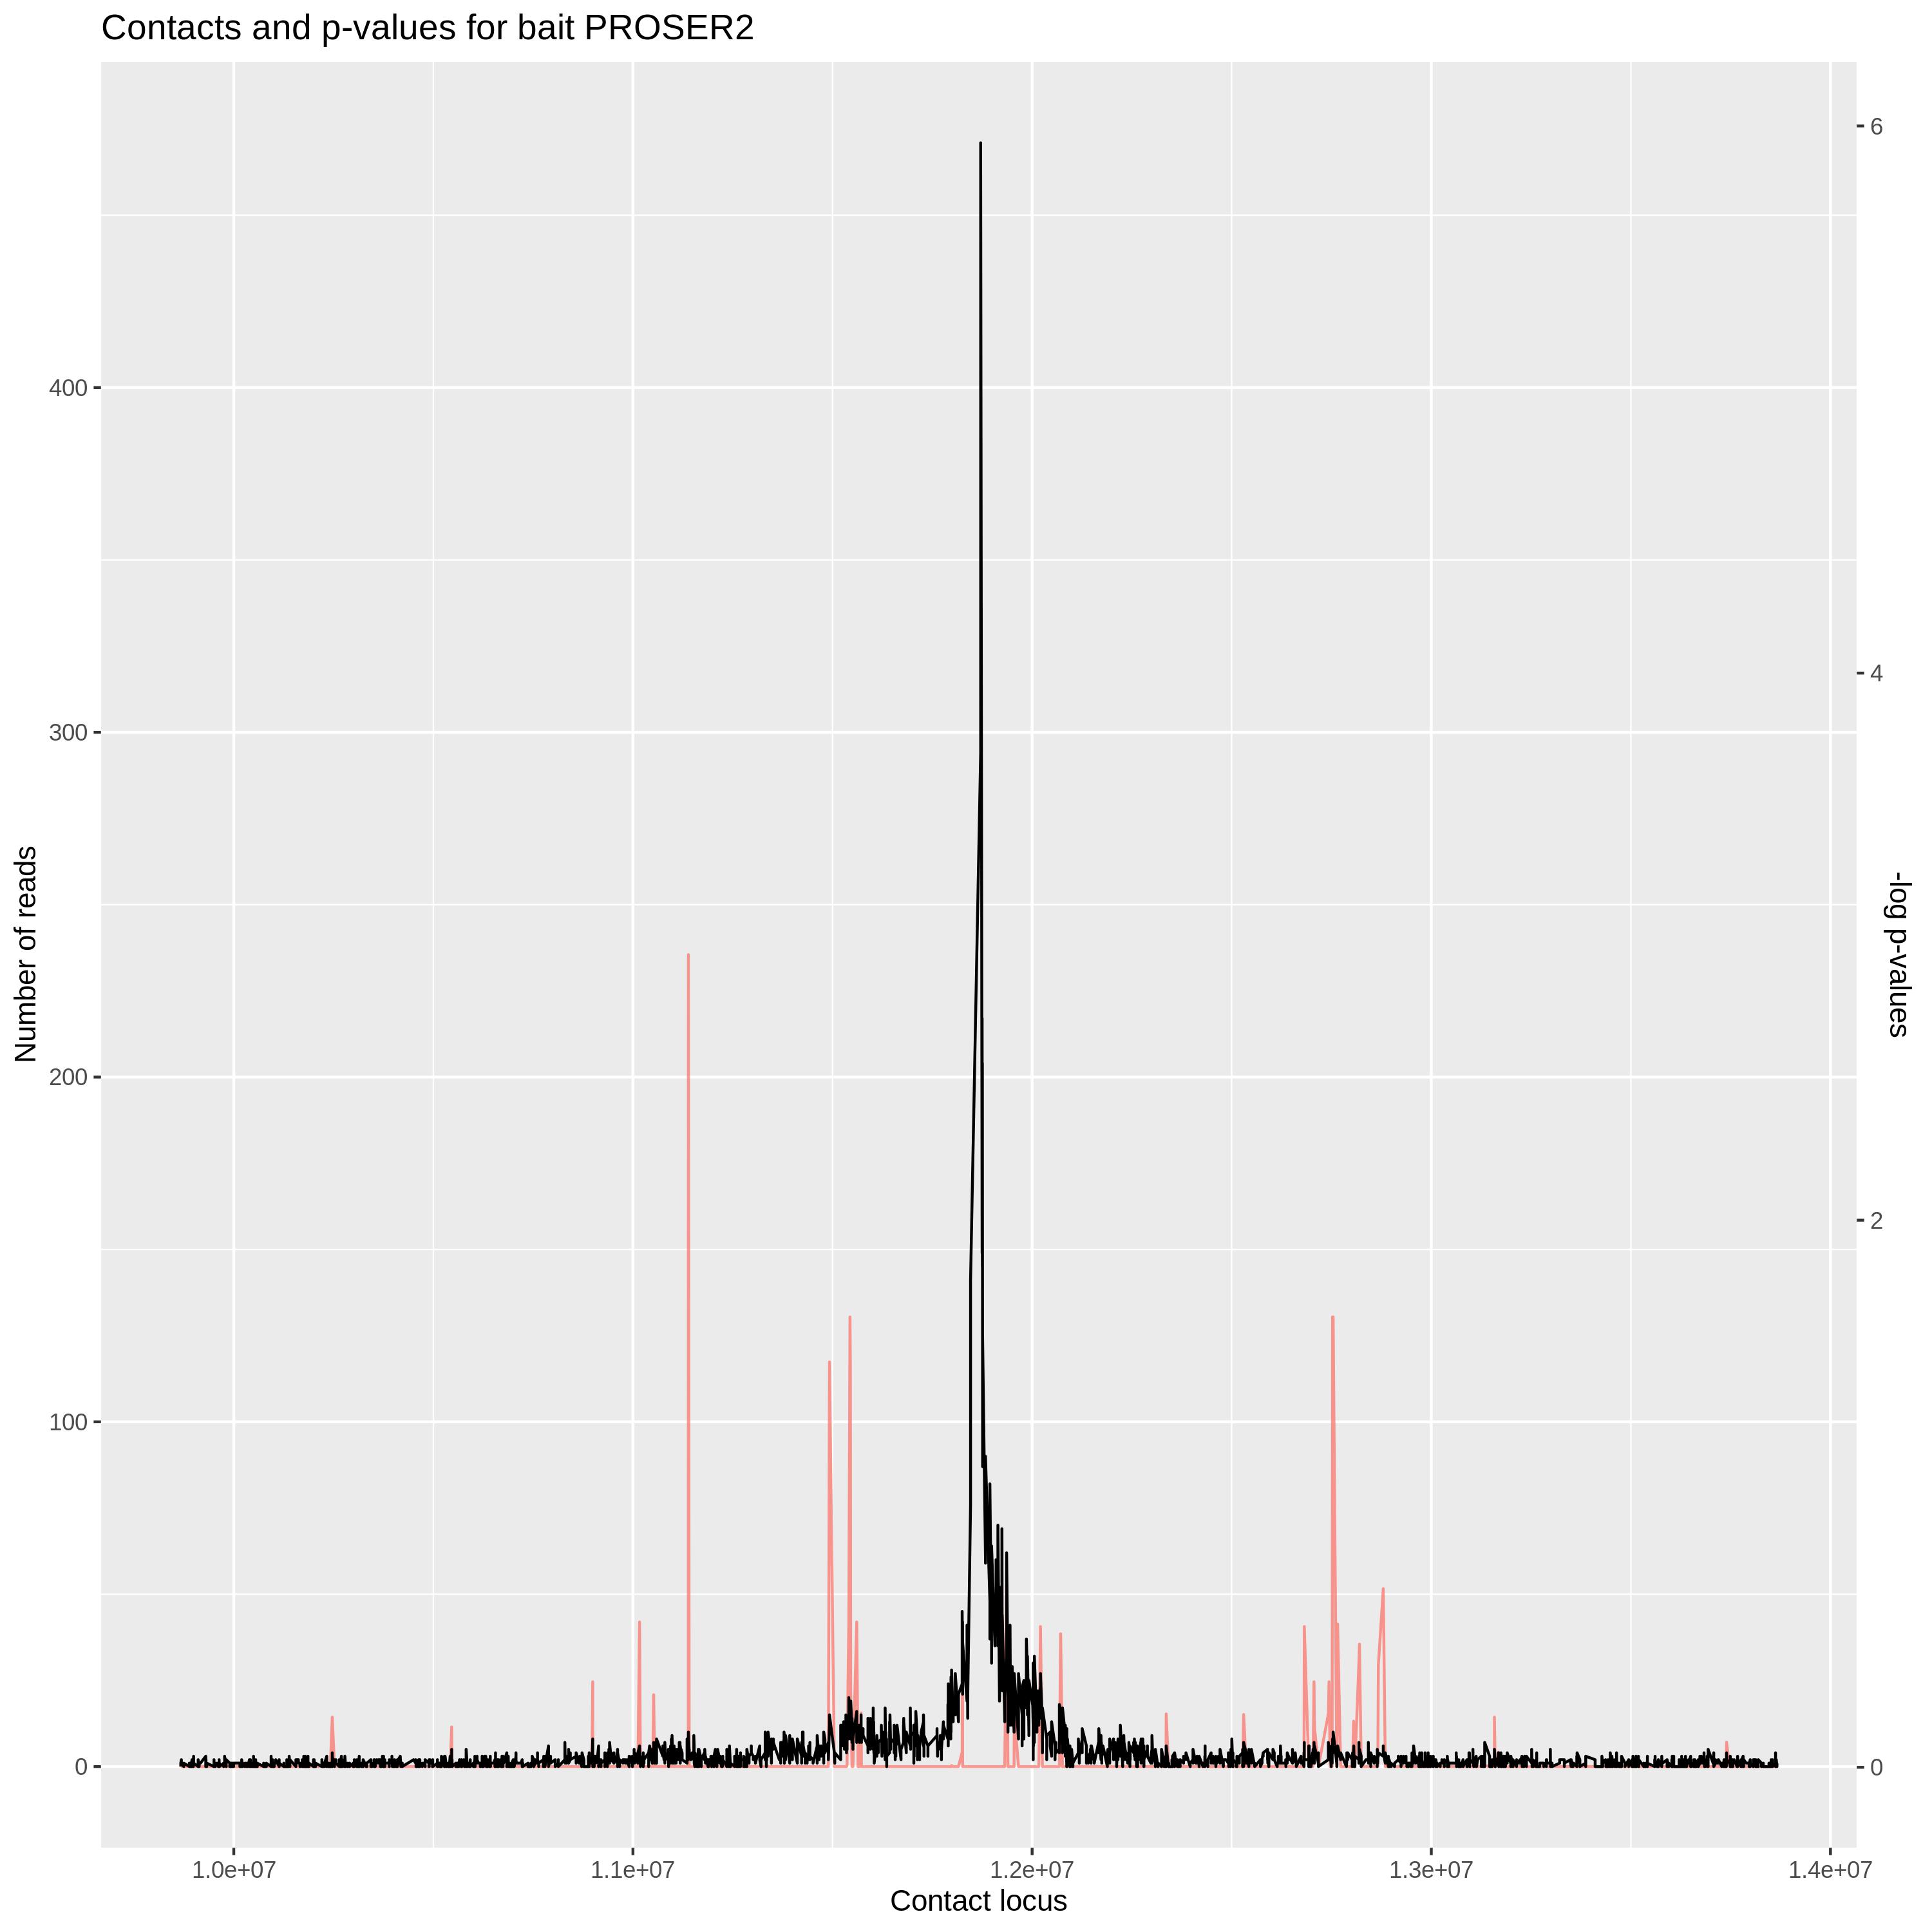 Contacts and p-values for bait PROSER2
Number of reads
400
300
200
100
0
6
4
2
0
-log p-values
1.0e+07
1.1e+07
1.2e+07
1.3e+07
1.4e+07
Contact locus